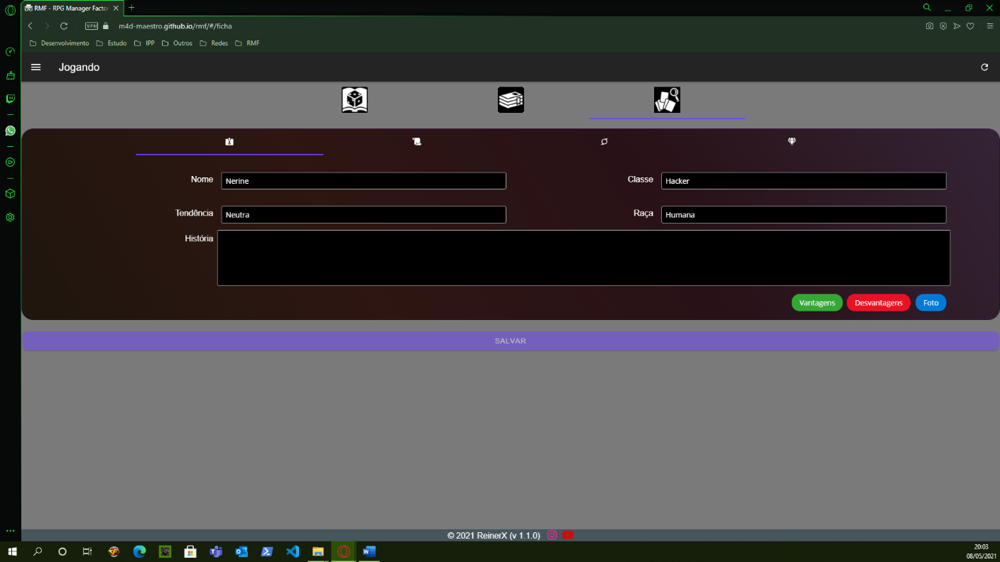 RMF - RPG Manager Factor
VPN m4d-maestro.github.io/rmf/#/ficha
Desenvolvimento Estudo IPP Outros Redes RMF
Jogando
Nome Nerine Classe Hacker
Tendência Neutra Raça Humana
História
Vantagens Desvantagens Foto
SALVAR
© 2021 ReinerX (v 1.1.0)
20:03
08/05/2021